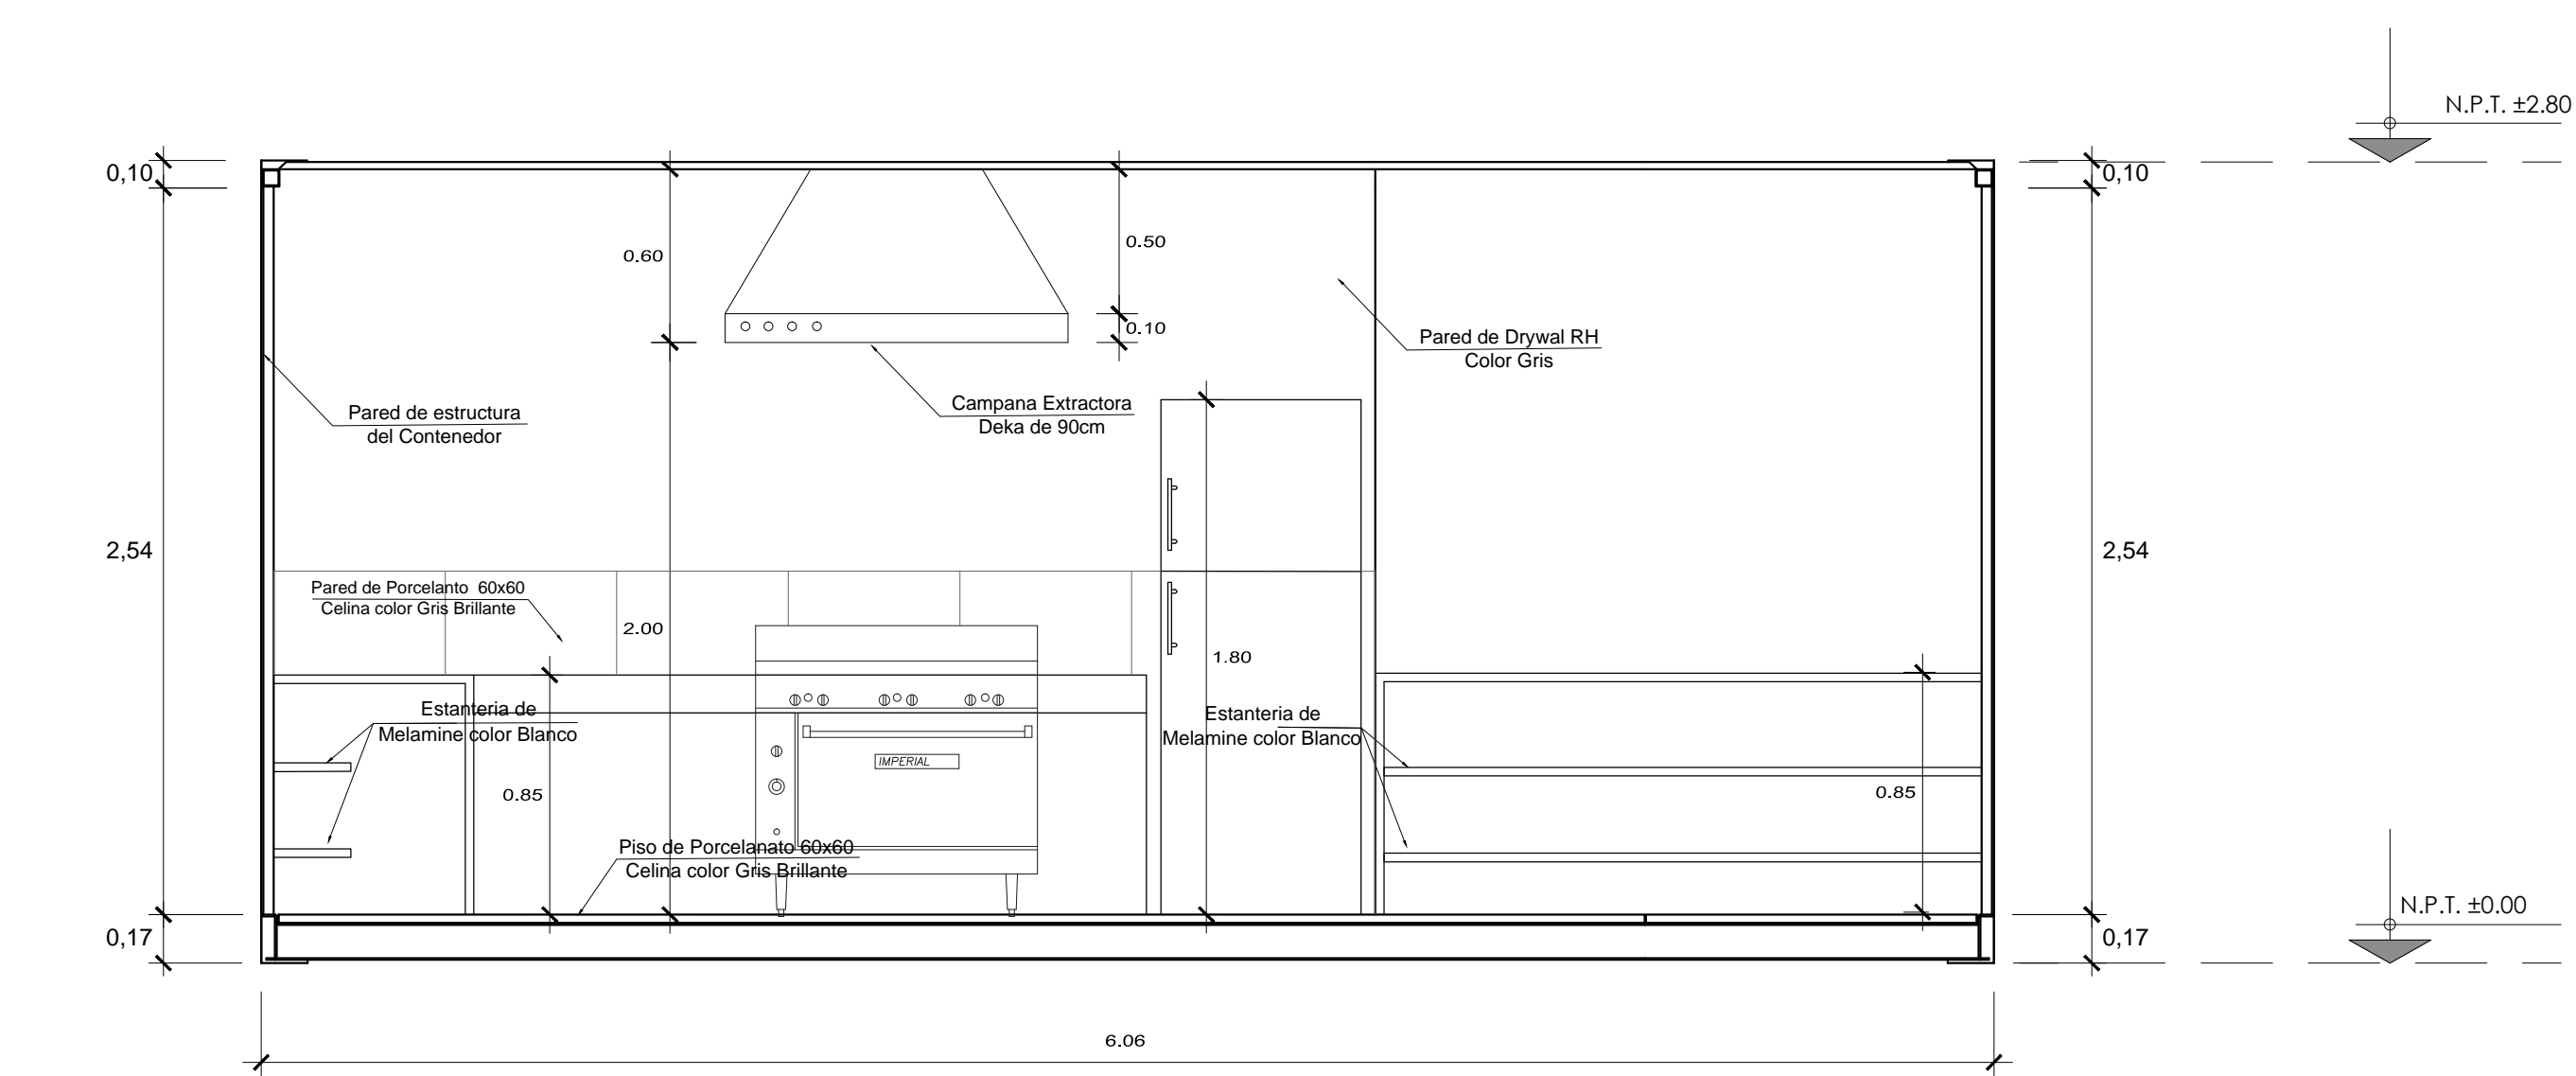 N.P.T. ±2.80
0,10
0,10
0.60
0.50
0.10
Pared de Drywal RH
Color Gris
Pared de estructura
del Contenedor
Campana Extractora
Deka de 90cm
2,54
2,54
Pared de Porcelanto 60x60
Celina color Gris Brillante
2.00
1.80
Estanteria de
Melamine color Blanco
Estanteria de
Melamine color Blanco
IMPERIAL
0.85
0.85
Piso de Porcelanato 60x60
Celina color Gris Brillante
N.P.T. ±0.00
0,17
0,17
6.06